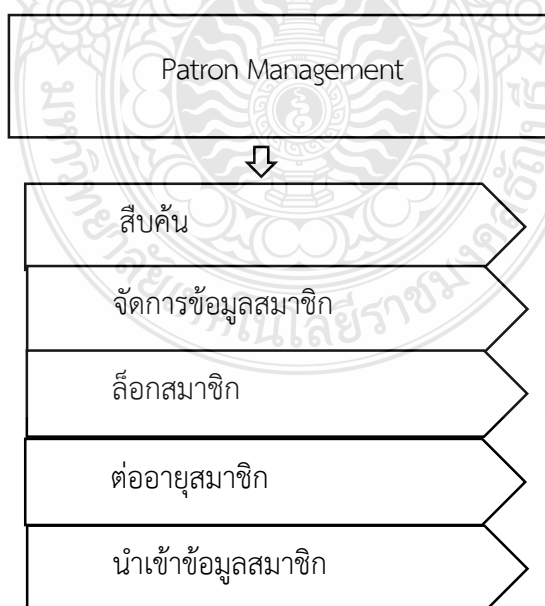 Patron Management
สืบค้น
จัดการข้อมูลสมาชิก
ล็อกสมาชิก
ต่ออายุสมาชิก
นำเข้าข้อมูลสมาชิก